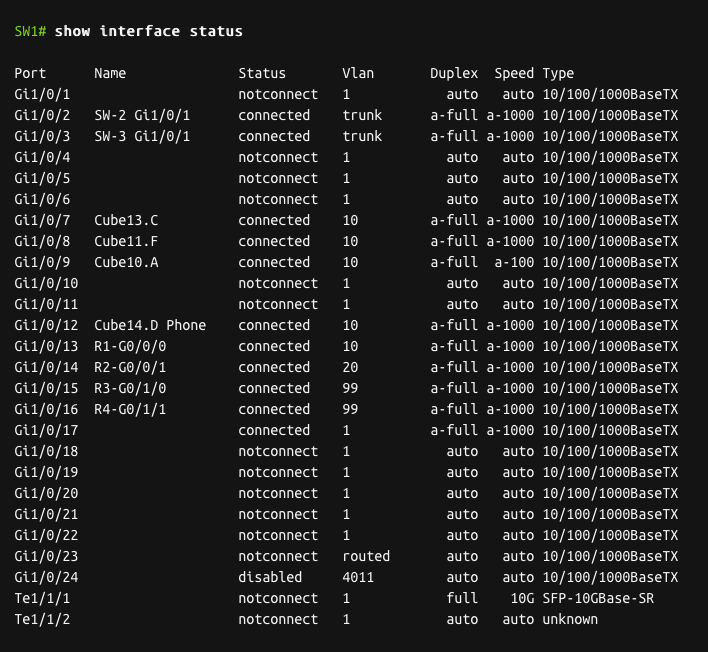 SW1# show interface status
Port Name Status Vlan Duplex Speed Type
Gi1/0/1 notconnect 1 auto auto 10/100/1000BaseTX
Gi1/0/2 SW-2 Gi1/0/1 connected trunk a-full a-1000 10/100/1000BaseTX
Gi1/0/3 SW-3 Gi1/0/1 connected trunk a-full a-1000 10/100/1000BaseTX
Gi1/0/4 notconnect 1 auto auto 10/100/1000BaseTX
Gi1/0/5 notconnect 1 auto auto 10/100/1000BaseTX
Gi1/0/6 notconnect 1 auto auto 10/100/1000BaseTX
Gi1/0/7 Cube13.C connected 10 a-full a-1000 10/100/1000BaseTX
Gi1/0/8 Cube11.F connected 10 a-full a-1000 10/100/1000BaseTX
Gi1/0/9 Cube10.A connected 10 a-full a-100 10/100/1000BaseTX
Gi1/0/10 notconnect 1 auto auto 10/100/1000BaseTX
Gi1/0/11 notconnect 1 auto auto 10/100/1000BaseTX
Gi1/0/12 Cube14.D Phone connected 10 a-full a-1000 10/100/1000BaseTX
Gi1/0/13 R1-G0/0/0 connected 10 a-full a-1000 10/100/1000BaseTX
Gi1/0/14 R2-G0/0/1 connected 20 a-full a-1000 10/100/1000BaseTX
Gi1/0/15 R3-G0/1/0 connected 99 a-full a-1000 10/100/1000BaseTX
Gi1/0/16 R4-G0/1/1 connected 99 a-full a-1000 10/100/1000BaseTX
Gi1/0/17 connected 1 a-full a-1000 10/100/1000BaseTX
Gi1/0/18 notconnect 1 auto auto 10/100/1000BaseTX
Gi1/0/19 notconnect 1 auto auto 10/100/1000BaseTX
Gi1/0/20 notconnect 1 auto auto 10/100/1000BaseTX
Gi1/0/21 notconnect 1 auto auto 10/100/1000BaseTX
Gi1/0/22 notconnect 1 auto auto 10/100/1000BaseTX
Gi1/0/23 notconnect routed auto auto 10/100/1000BaseTX
Gi1/0/24 disabled 4011 auto auto 10/100/1000BaseTX
Te1/1/1 notconnect 1 full 10G SFP-10GBase-SR
Te1/1/2 notconnect 1 auto auto unknown